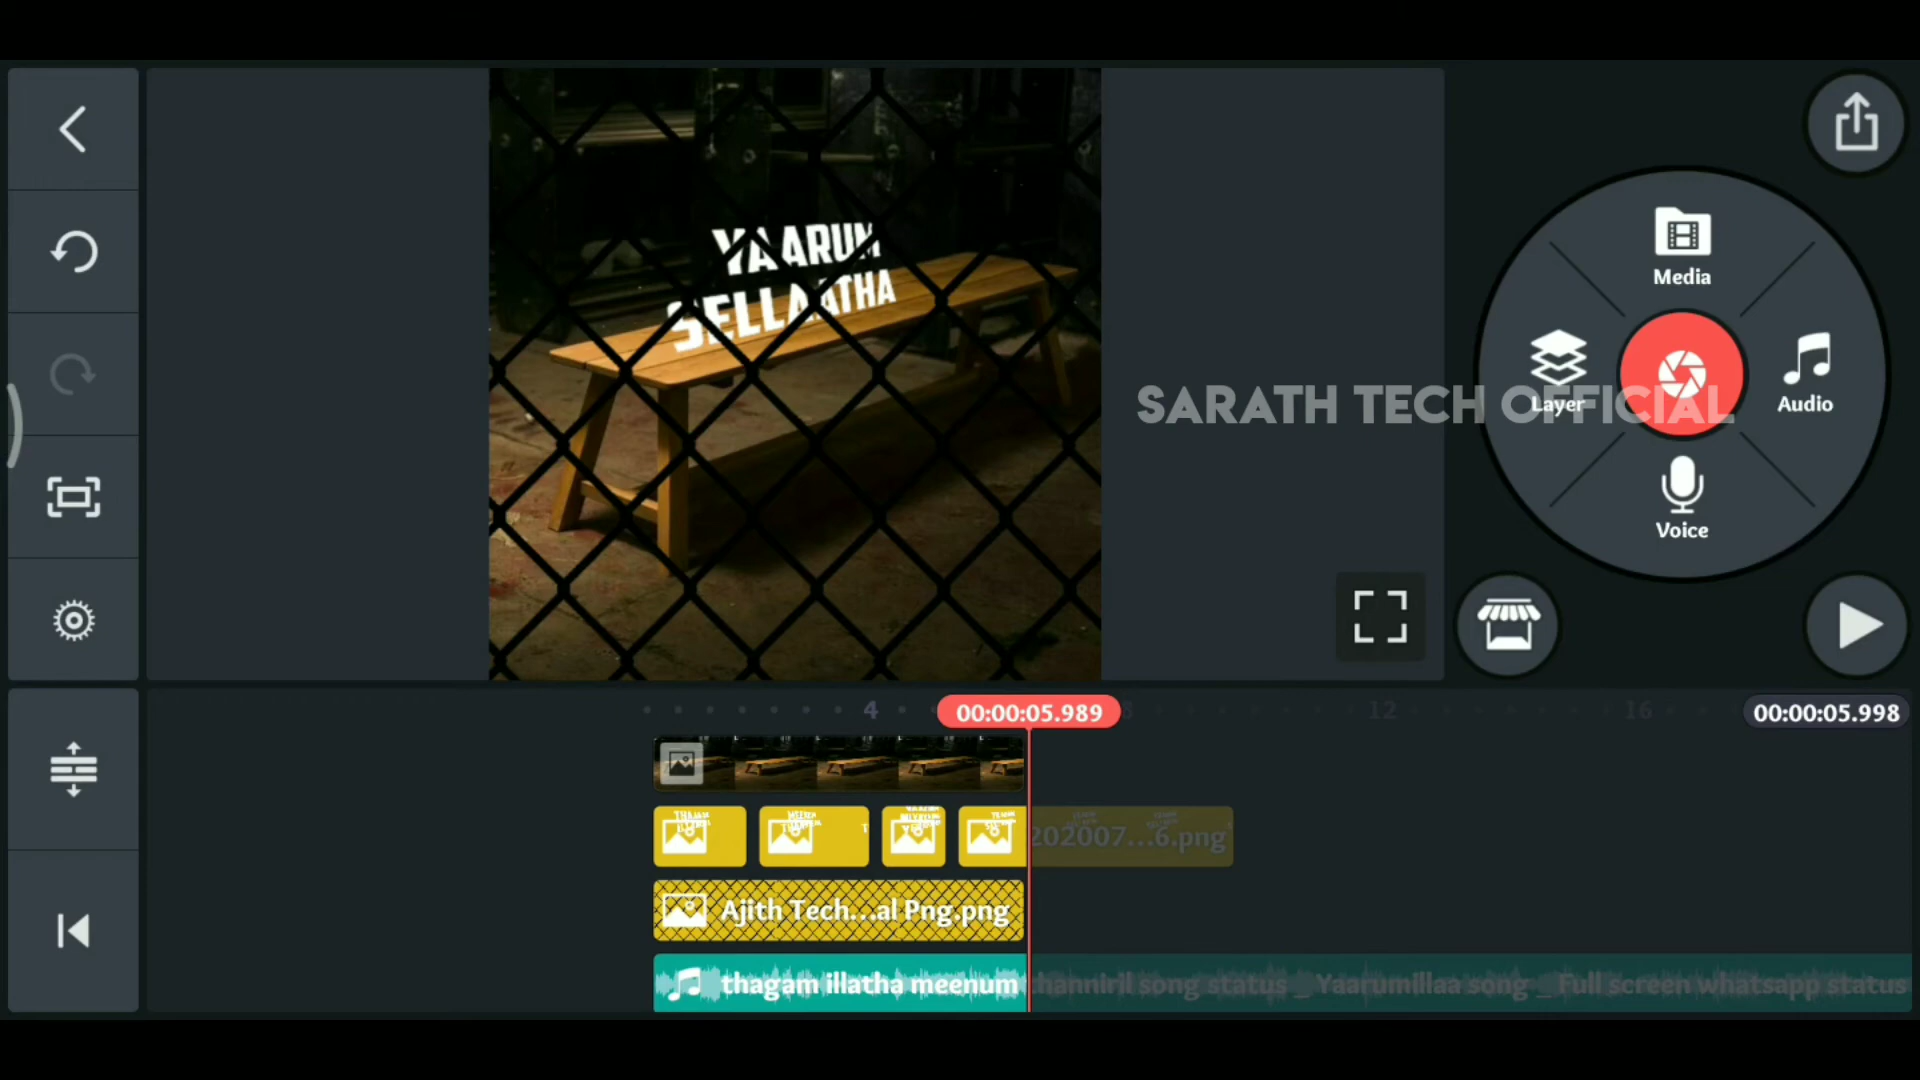 YAARUM
SELLAATHA
Media
Layer
Audio
Voice
SARATH TECH OFFICIAL
4
00:00:05.989
8
12
16
00:00:05.998
202007...6.png
Ajith Tech...al Png.png
thagam illatha meenum thanniril song status _ Yaarumillaa song _ Full screen whatsapp status